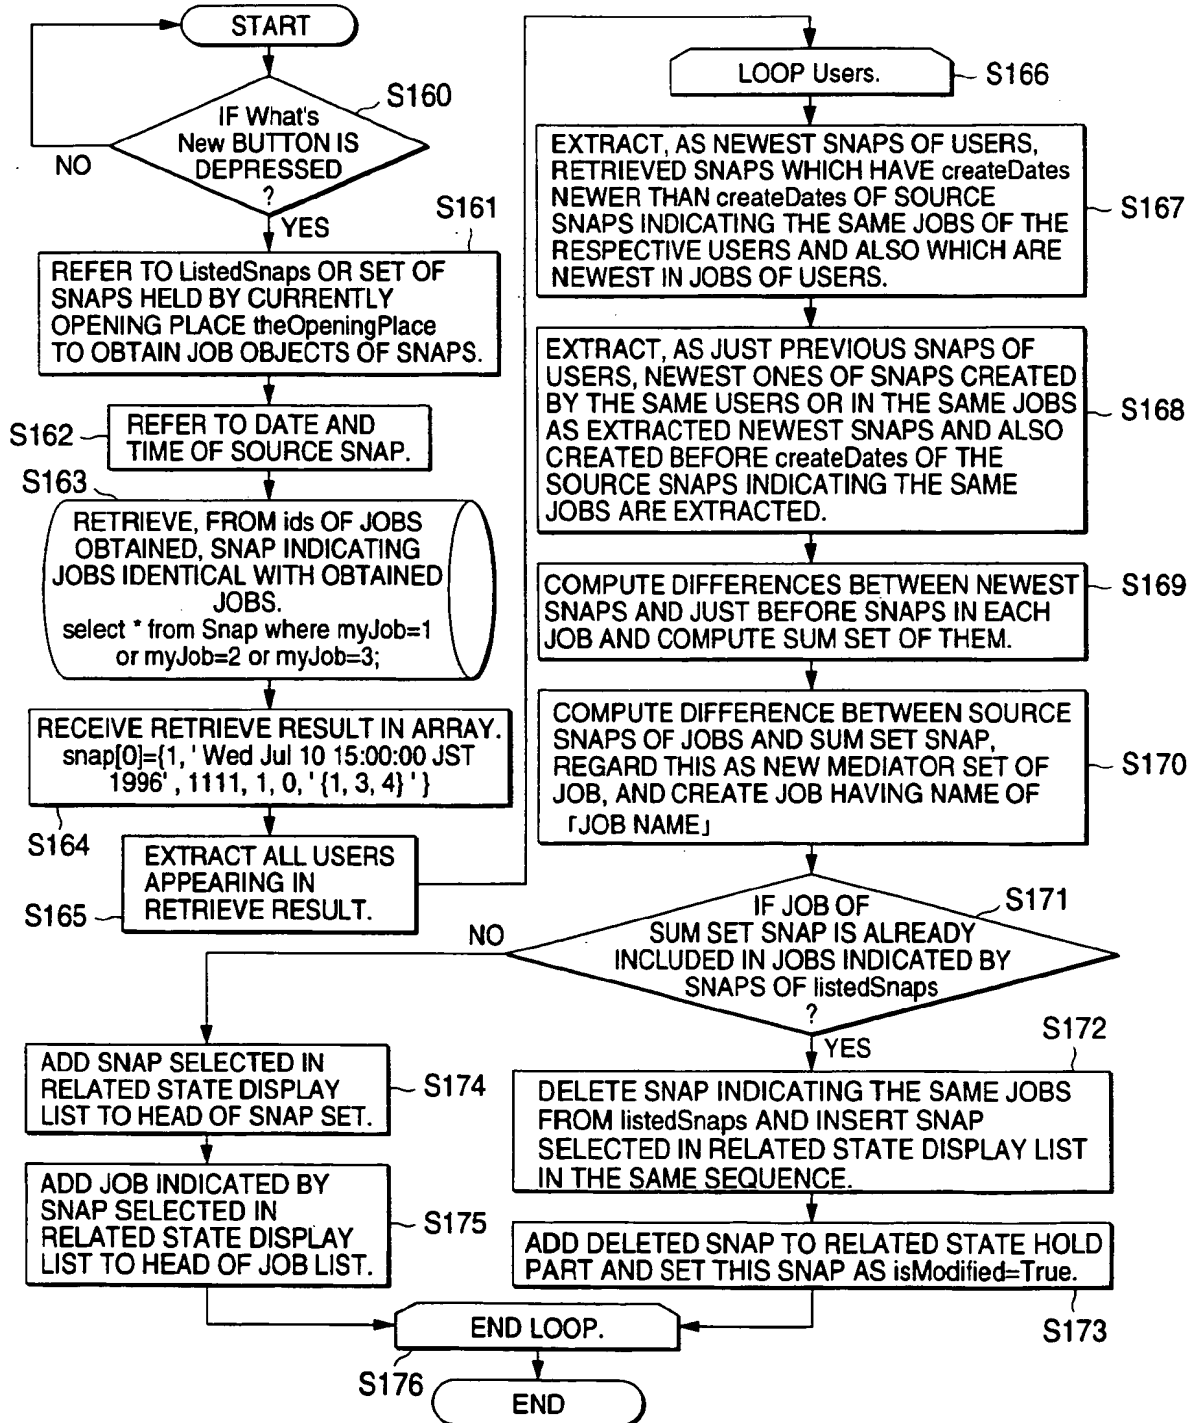 START
S160
IF What's
New BUTTON IS
DEPRESSED
?
NO
YES
S161
REFER TO ListedSnaps OR SET OF
SNAPS HELD BY CURRENTLY
OPENING PLACE theOpeningPlace
TO OBTAIN JOB OBJECTS OF SNAPS.
S162
REFER TO DATE AND
TIME OF SOURCE SNAP.
S163
RETRIEVE, FROM ids OF JOBS
OBTAINED, SNAP INDICATING
JOBS IDENTICAL WITH OBTAINED
JOBS.
select * from Snap where myJob=1
or myJob=2 or myJob=3;
RECEIVE RETRIEVE RESULT IN ARRAY.
snap[0]={1, ' Wed Jul 10 15:00:00 JST
1996' , 1111, 1, 0, ' {1, 3, 4} ' }
S164
EXTRACT ALL USERS
APPEARING IN
RETRIEVE RESULT.
S165
LOOP Users.
S166
EXTRACT, AS NEWEST SNAPS OF USERS,
RETRIEVED SNAPS WHICH HAVE createDates
NEWER THAN createDates OF SOURCE
SNAPS INDICATING THE SAME JOBS OF THE
RESPECTIVE USERS AND ALSO WHICH ARE
NEWEST IN JOBS OF USERS.
S167
EXTRACT, AS JUST PREVIOUS SNAPS OF
USERS, NEWEST ONES OF SNAPS CREATED
BY THE SAME USERS OR IN THE SAME JOBS
AS EXTRACTED NEWEST SNAPS AND ALSO
CREATED BEFORE createDates OF THE
SOURCE SNAPS INDICATING THE SAME
JOBS ARE EXTRACTED.
S168
COMPUTE DIFFERENCES BETWEEN NEWEST
SNAPS AND JUST BEFORE SNAPS IN EACH
JOB AND COMPUTE SUM SET OF THEM.
S169
COMPUTE DIFFERENCE BETWEEN SOURCE
SNAPS OF JOBS AND SUM SET SNAP,
REGARD THIS AS NEW MEDIATOR SET OF
JOB, AND CREATE JOB HAVING NAME OF
「JOB NAME」
S170
IF JOB OF
SUM SET SNAP IS ALREADY
INCLUDED IN JOBS INDICATED BY
SNAPS OF listedSnaps
?
S171
NO
YES
S172
DELETE SNAP INDICATING THE SAME JOBS
FROM listedSnaps AND INSERT SNAP
SELECTED IN RELATED STATE DISPLAY LIST
IN THE SAME SEQUENCE.
ADD DELETED SNAP TO RELATED STATE HOLD
PART AND SET THIS SNAP AS isModified=True.
S173
ADD SNAP SELECTED IN
RELATED STATE DISPLAY
LIST TO HEAD OF SNAP SET.
S174
ADD JOB INDICATED BY
SNAP SELECTED IN
RELATED STATE DISPLAY
LIST TO HEAD OF JOB LIST.
S175
END LOOP.
S176
END